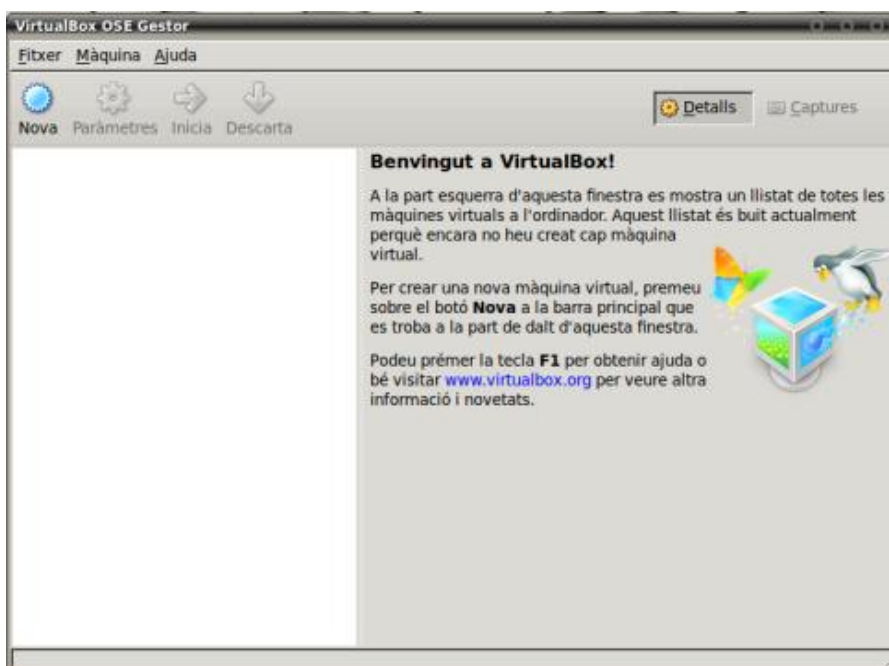 VirtualBox OSE Gestor
Fitxer Màquina Ajuda
Nova Paràmetres Inicia Descarta
Detalls Captures
Benvingut a VirtualBox!
A la part esquerra d'aquesta finestra es mostra un llistat de totes les
màquines virtuals a l'ordinador. Aquest llistat és buit actualment
perquè encara no heu creat cap màquina
virtual.
Per crear una nova màquina virtual, premeu
sobre el botó Nova a la barra principal que
es troba a la part de dalt d'aquesta finestra.
Podeu prémer la tecla F1 per obtenir ajuda o
bé visitar www.virtualbox.org per veure altra
informació i novetats.